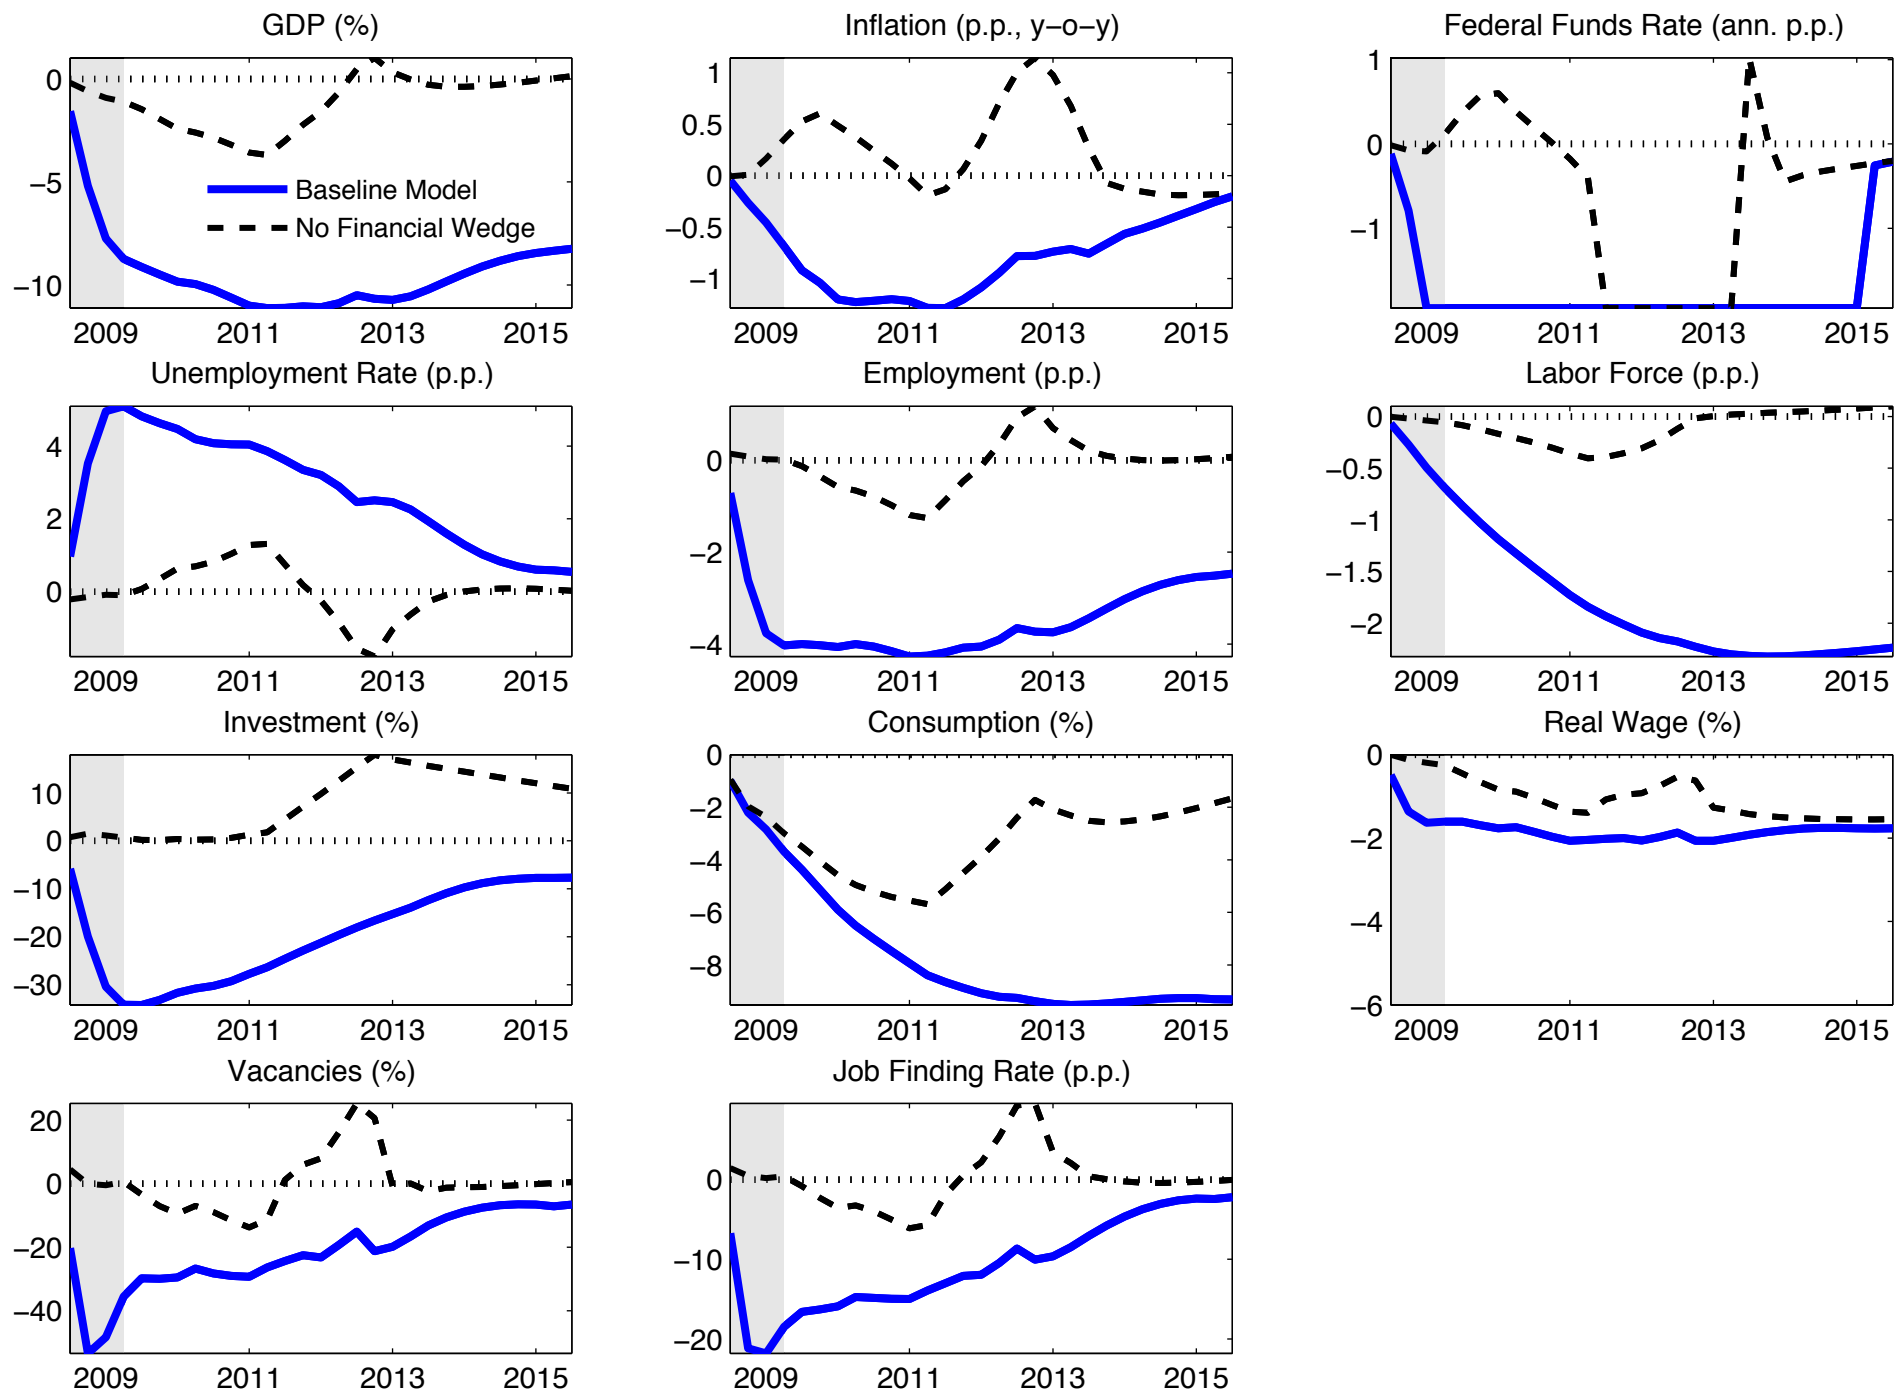 GDP (%)
0
−5
−10
Baseline Model
No Financial Wedge
2009 2011 2013 2015
Inflation (p.p., y−o−y)
1
0.5
0
−0.5
−1
2009 2011 2013 2015
Federal Funds Rate (ann. p.p.)
1
0
−1
2009 2011 2013 2015
Unemployment Rate (p.p.)
4
2
0
2009 2011 2013 2015
Employment (p.p.)
0
−2
−4
2009 2011 2013 2015
Labor Force (p.p.)
0
−0.5
−1
−1.5
−2
2009 2011 2013 2015
Investment (%)
10
0
−10
−20
−30
2009 2011 2013 2015
Consumption (%)
0
−2
−4
−6
−8
2009 2011 2013 2015
Real Wage (%)
0
−2
−4
−6
2009 2011 2013 2015
Vacancies (%)
20
0
−20
−40
2009 2011 2013 2015
Job Finding Rate (p.p.)
0
−10
−20
2009 2011 2013 2015